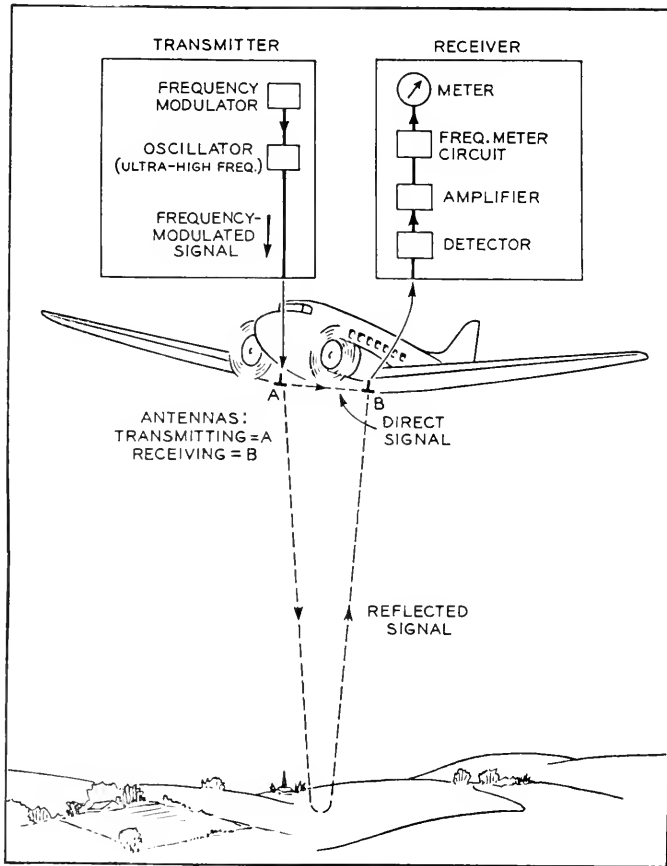 TRANSMITTER
FREQUENCY
MODULATOR
OSCILLATOR
(ULTRA-HIGH FREQ.)
FREQUENCY-
MODULATED
SIGNAL
RECEIVER
METER
FREQ. METER
CIRCUIT
AMPLIFIER
DETECTOR
A
B
ANTENNAS:
TRANSMITTING = A
RECEIVING = B
DIRECT
SIGNAL
REFLECTED
SIGNAL